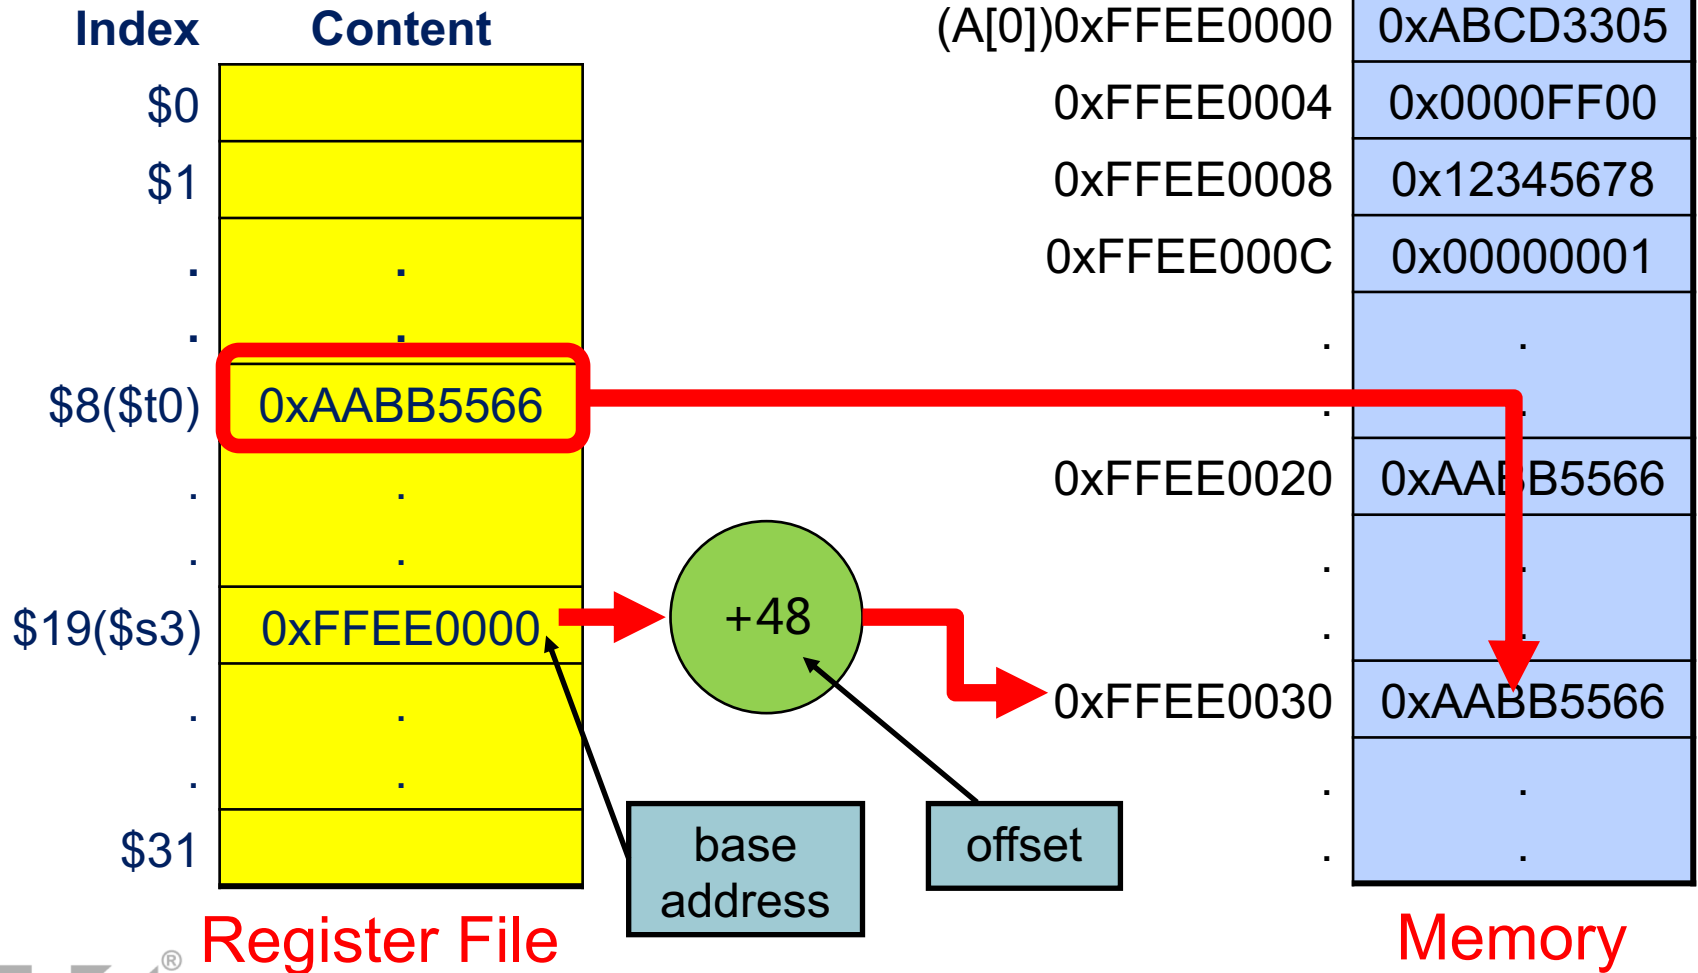 Index Content
$0
$1
. .
. .
$8($t0) 0xAABB5566
. .
. .
$19($s3) 0xFFEE0000
. .
. .
$31
Register File
®
+48
base
address
offset
(A[0])0xFFEE0000 0xABCD3305
0xFFEE0004 0x0000FF00
0xFFEE0008 0x12345678
0xFFEE000C 0x00000001
. .
. .
0xFFEE0020 0xAABB5566
. .
. .
0xFFEE0030 0xAABB5566
. .
. .
Memory